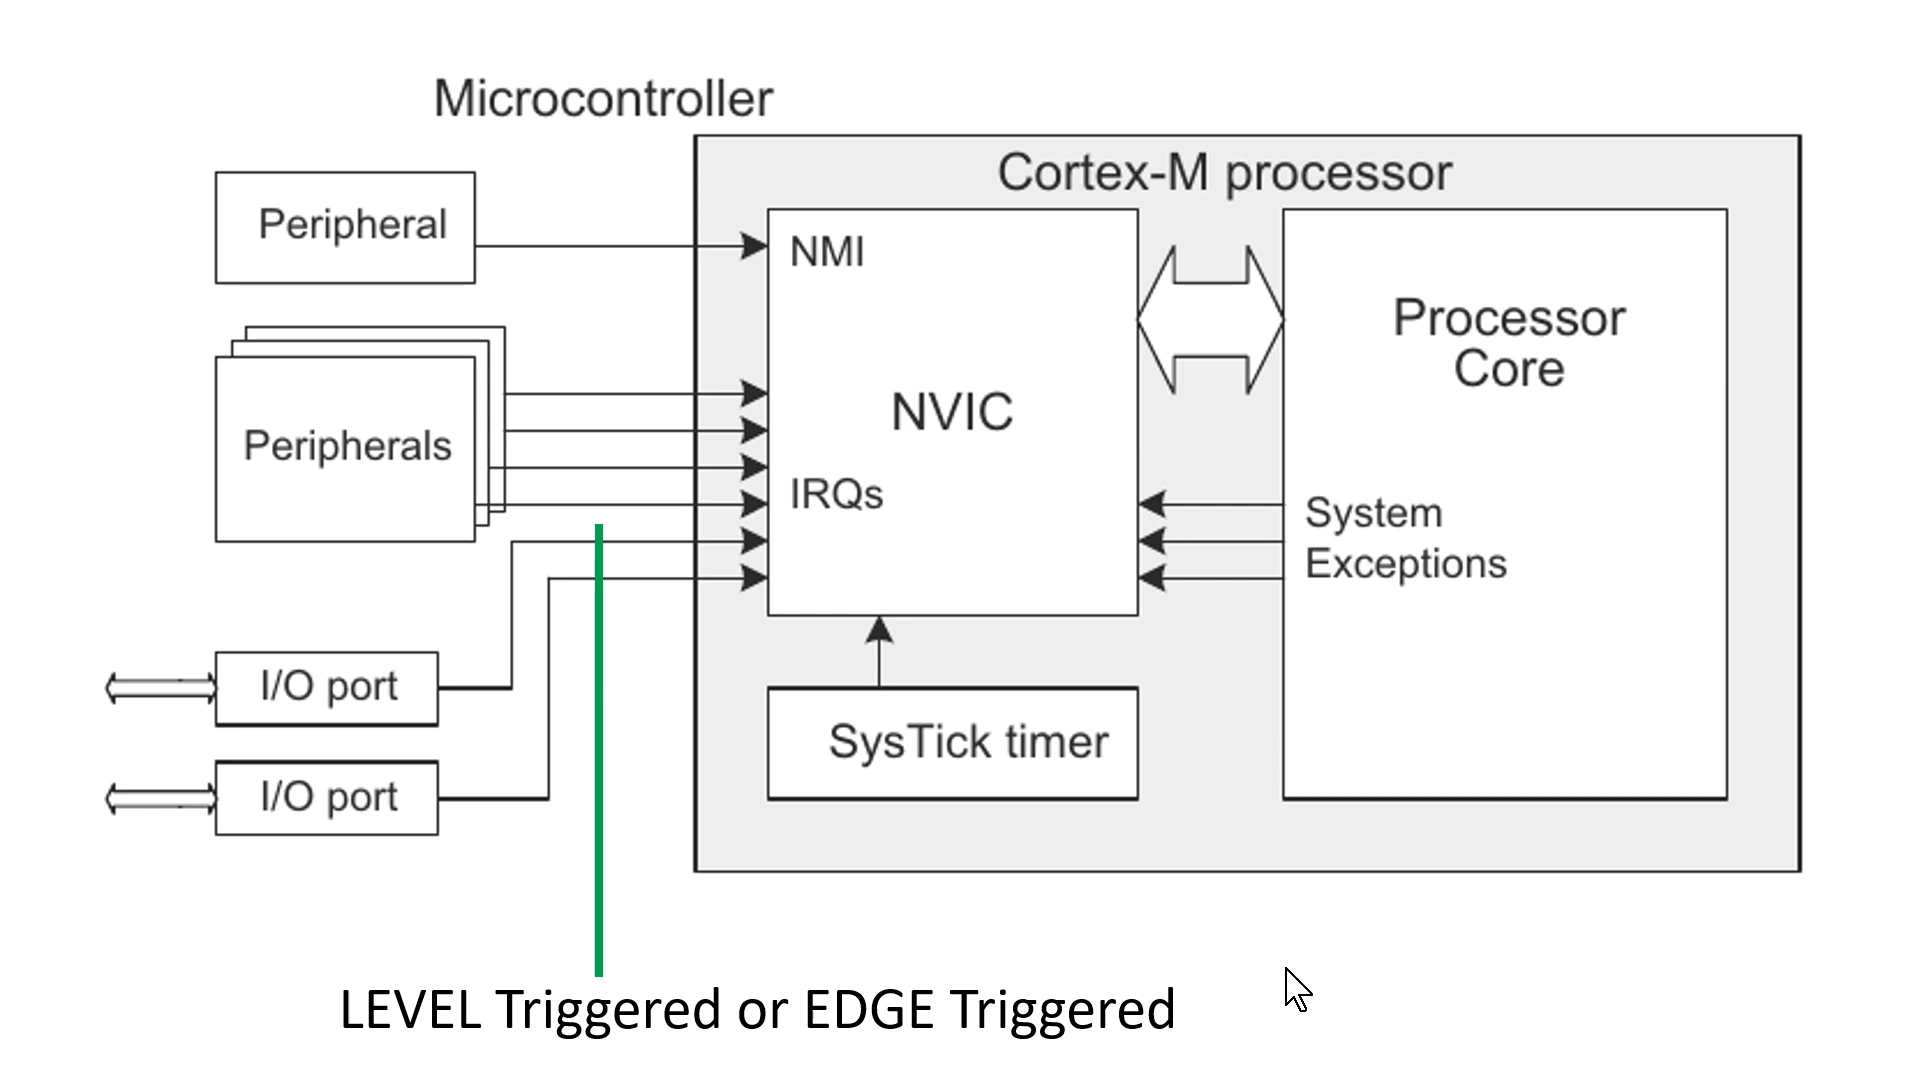 Microcontroller
Cortex-M processor
Peripheral
NMI
Processor
Core
NVIC
Peripherals
IRQs
System
Exceptions
I/O port
SysTick timer
I/O port
LEVEL Triggered or EDGE Triggered